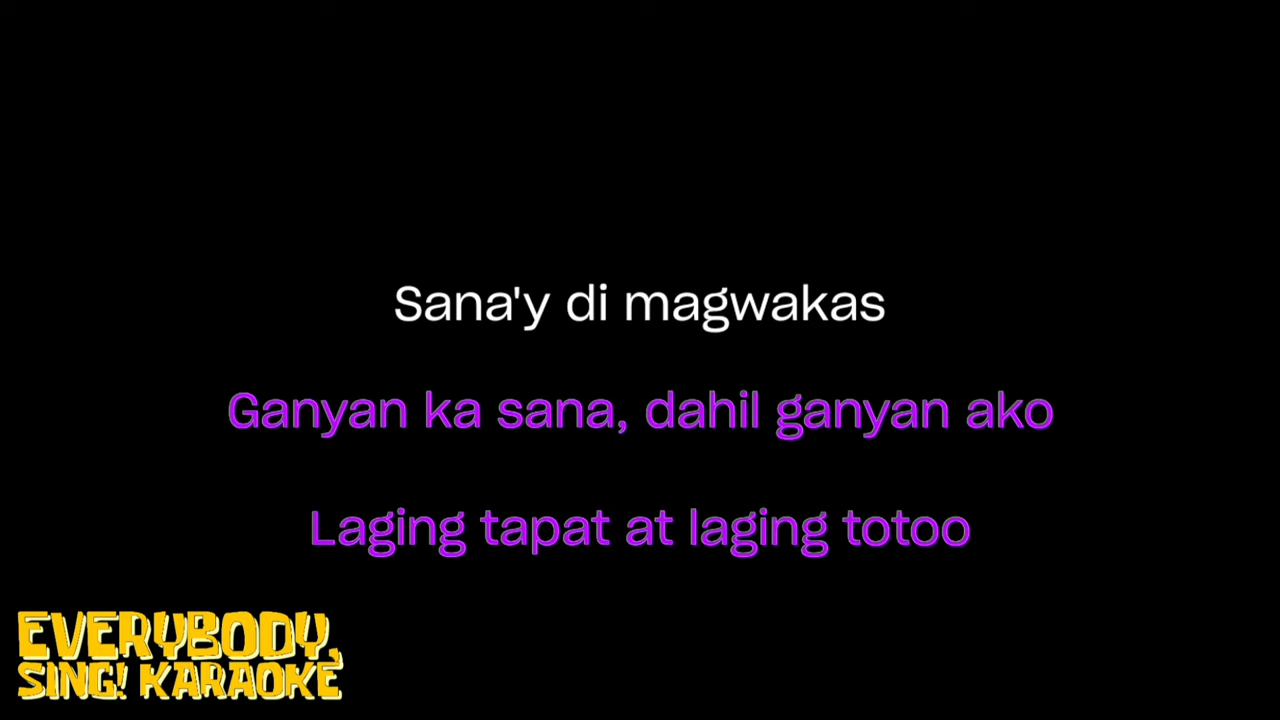 Sana'y di magwakas
Ganyan ka sana, dahil ganyan ako
Laging tapat at laging totoo
EVERYBODY,
SING! KARAOKE